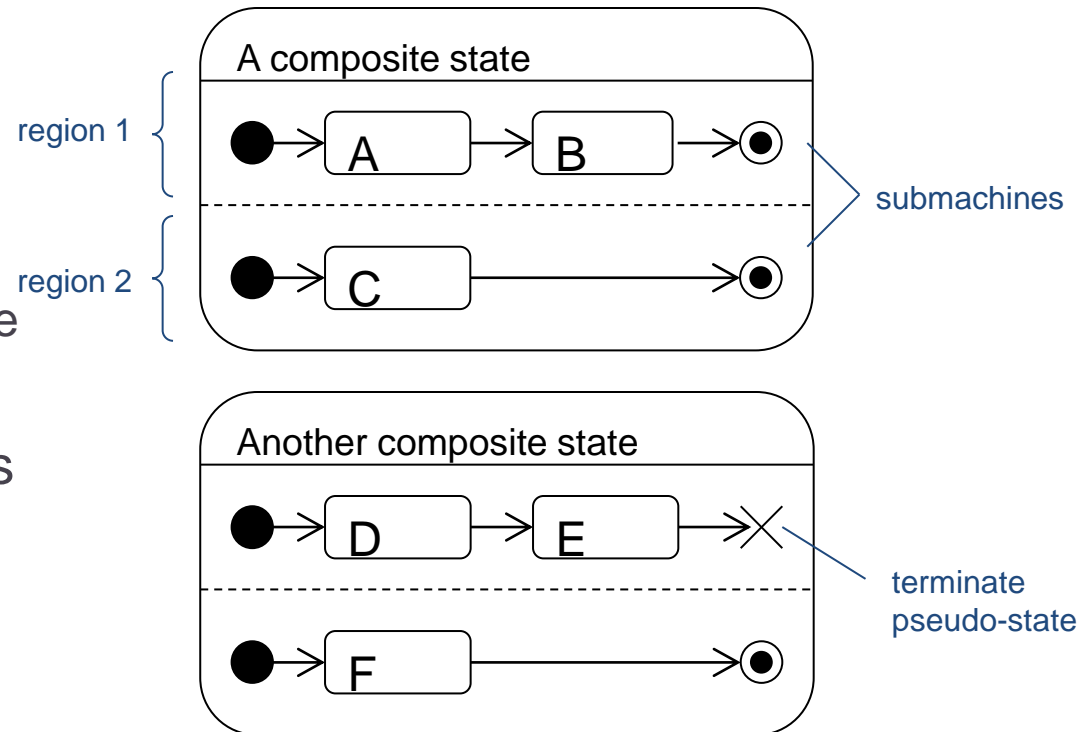 A composite state
region 1
A
B
submachines
region 2
C
e
Another composite state
s
D
E
terminate
pseudo-state
F